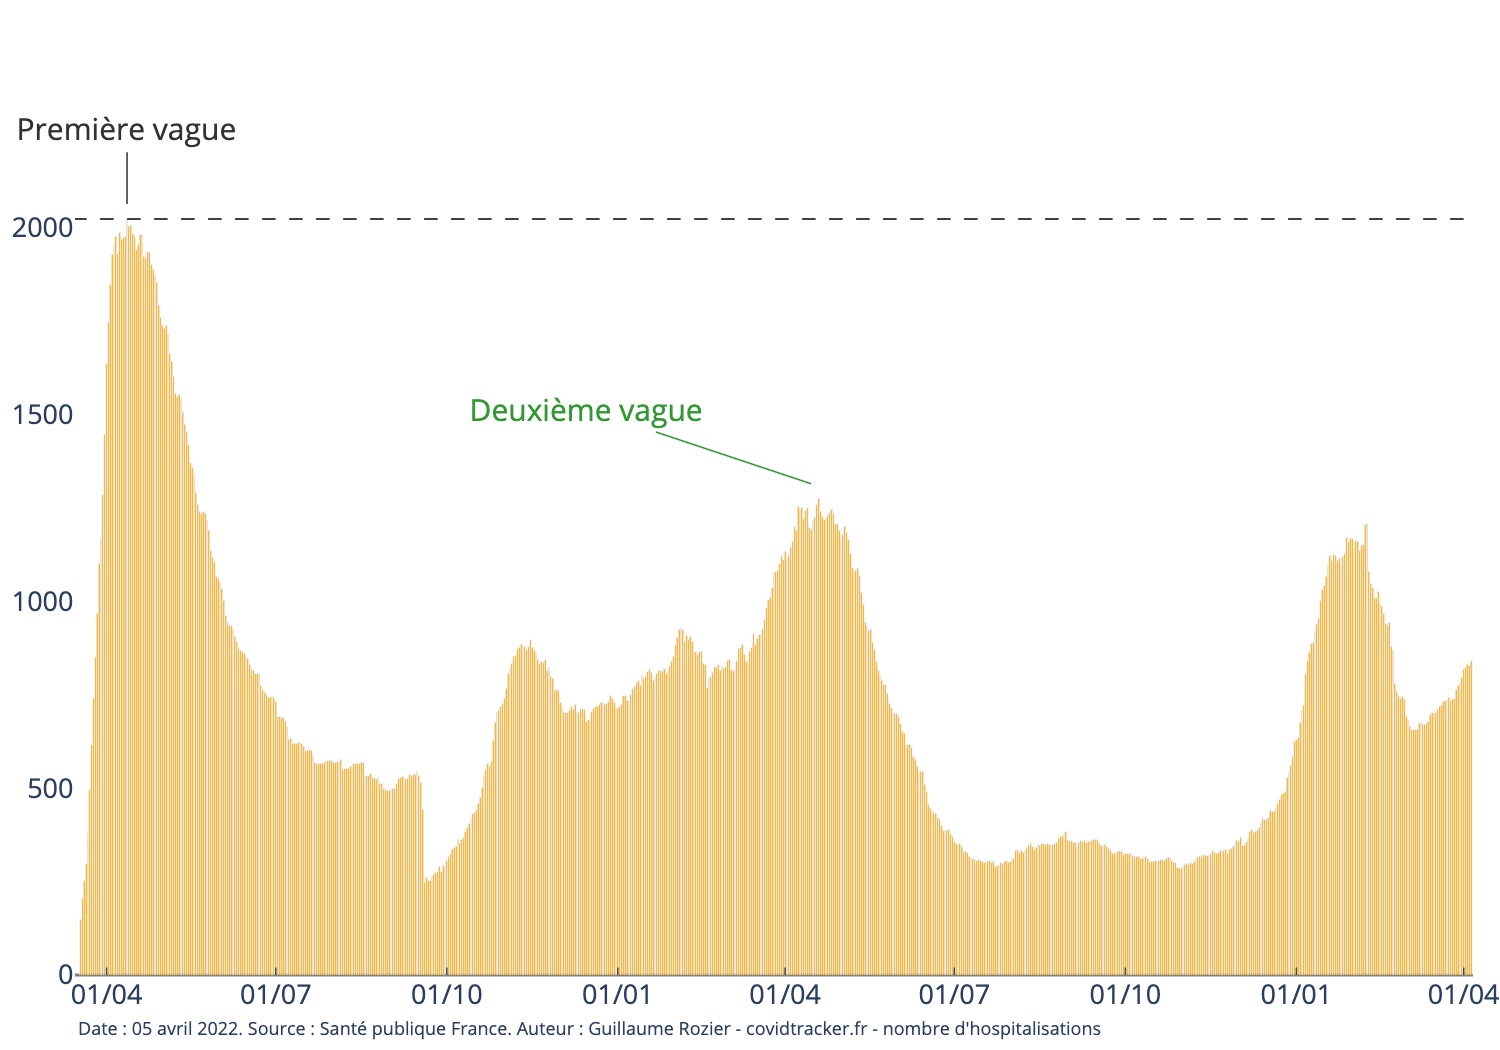 Première vague
2000
1500
Deuxième vague
1000
500
0
01/04 01/07 01/10 01/01 01/04 01/07 01/10 01/01 01/04
Date : 05 avril 2022. Source : Santé publique France. Auteur : Guillaume Rozier - covidtracker.fr - nombre d'hospitalisations